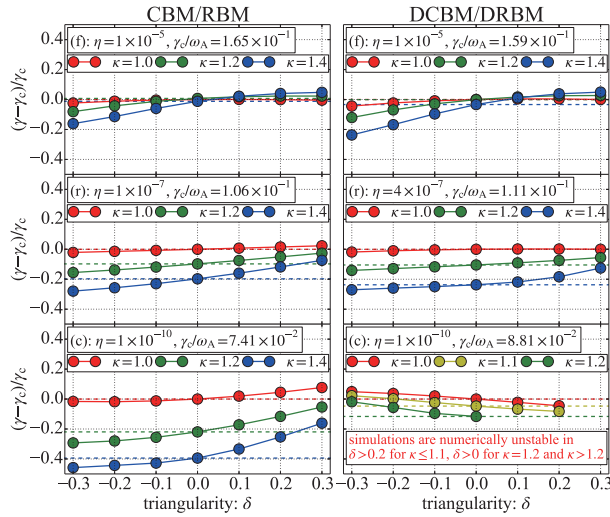 CBM/RBM
DCBM/DRBM
(f): η=1×10⁻⁵, γc/ωA=1.65×10⁻¹
κ=1.0 κ=1.2 κ=1.4
(γ−γc)/γc
0.4
0.2
0.0
−0.2
−0.4
(f): η=1×10⁻⁵, γc/ωA=1.59×10⁻¹
κ=1.0 κ=1.2 κ=1.4
(r): η=1×10⁻⁷, γc/ωA=1.06×10⁻¹
κ=1.0 κ=1.2 κ=1.4
(γ−γc)/γc
0.4
0.2
0.0
−0.2
−0.4
(r): η=4×10⁻⁷, γc/ωA=1.11×10⁻¹
κ=1.0 κ=1.2 κ=1.4
(c): η=1×10⁻¹⁰, γc/ωA=7.41×10⁻²
κ=1.0 κ=1.2 κ=1.4
(γ−γc)/γc
0.4
0.2
0.0
−0.2
−0.4
−0.3 −0.2 −0.1 0.0 0.1 0.2 0.3
triangularity: δ
(c): η=1×10⁻¹⁰, γc/ωA=8.81×10⁻²
κ=1.0 κ=1.1 κ=1.2
simulations are numerically unstable in
δ>0.2 for κ≤1.1, δ>0 for κ=1.2 and κ>1.2
−0.3 −0.2 −0.1 0.0 0.1 0.2 0.3
triangularity: δ